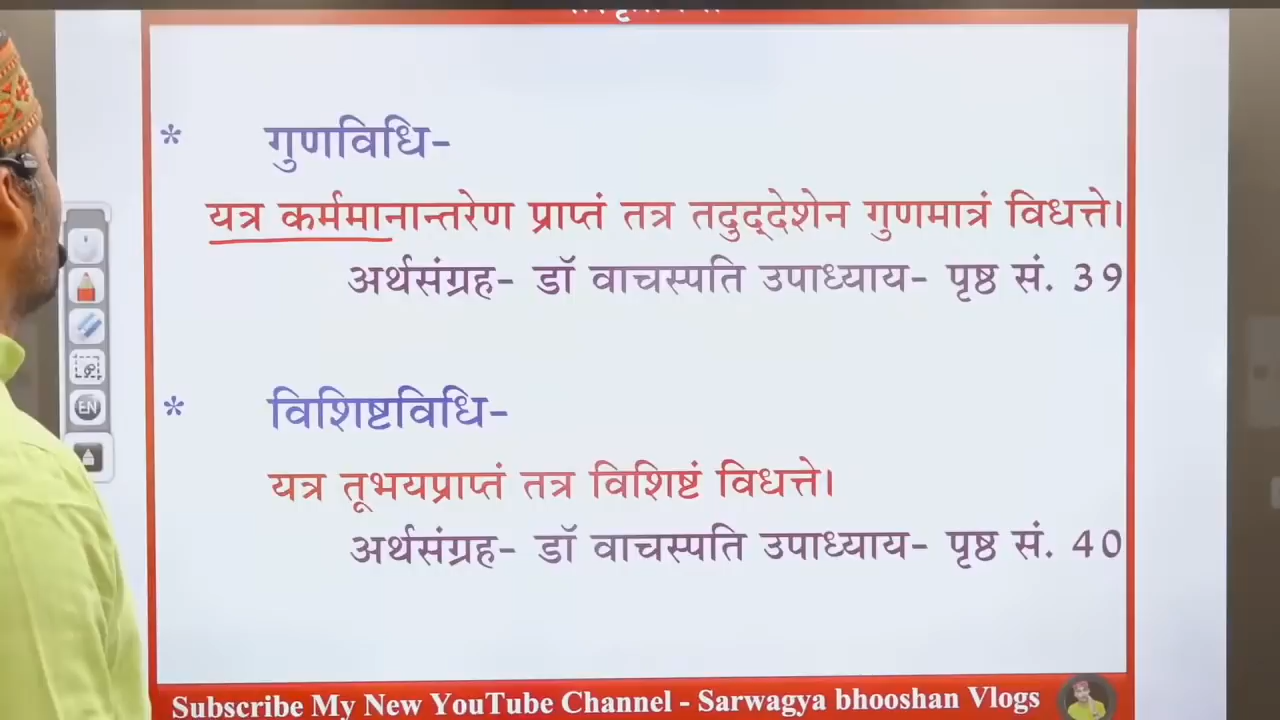 * गुणविधि-
यत्र कर्ममानान्तरेण प्राप्तं तत्र तदुद्देशेन गुणमात्रं विधत्ते।
अर्थसंग्रह- डॉ वाचस्पति उपाध्याय- पृष्ठ सं. 39
* विशिष्टविधि-
यत्र तूभयप्राप्तं तत्र विशिष्टं विधत्ते।
अर्थसंग्रह- डॉ वाचस्पति उपाध्याय- पृष्ठ सं. 40
EN
Subscribe My New YouTube Channel - Sarwagya bhooshan Vlogs